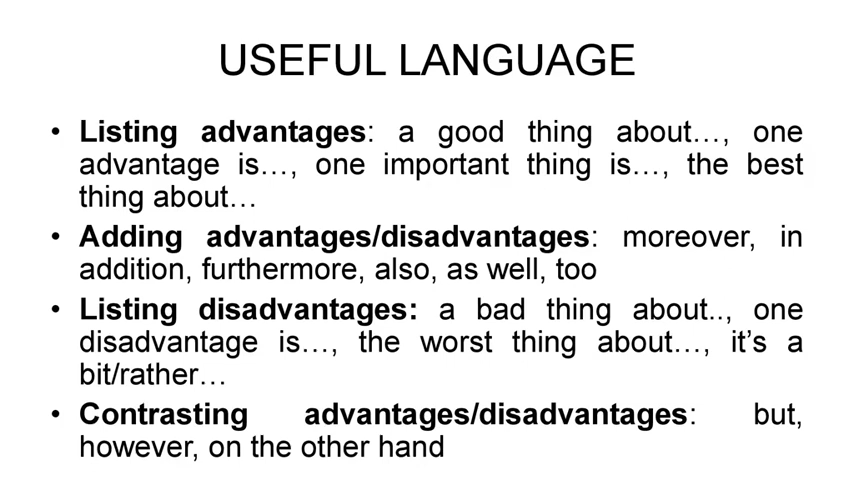 USEFUL LANGUAGE
• Listing advantages: a good thing about…, one
advantage is…, one important thing is…, the best
thing about…
• Adding advantages/disadvantages: moreover, in
addition, furthermore, also, as well, too
• Listing disadvantages: a bad thing about.., one
disadvantage is…, the worst thing about…, it’s a
bit/rather…
• Contrasting advantages/disadvantages: but,
however, on the other hand